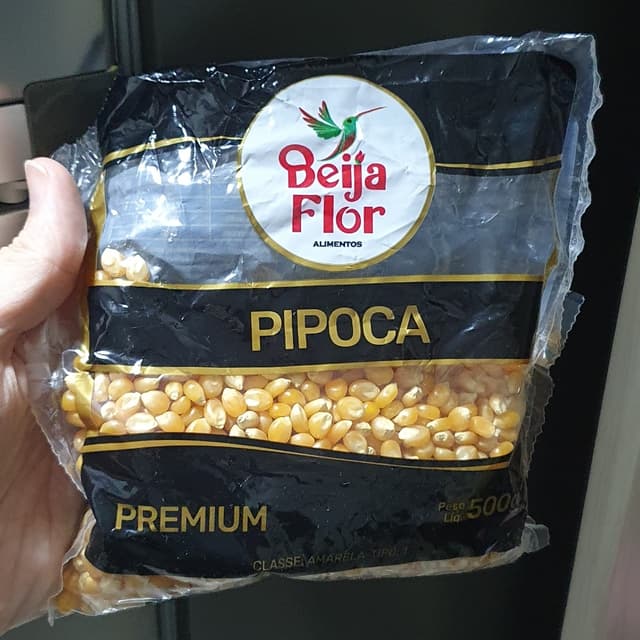 Beija
Flor
ALIMENTOS
PIPOCA
PREMIUM
Peso
Líq.
500g
CLASSE: AMARELA - TIPO: 1